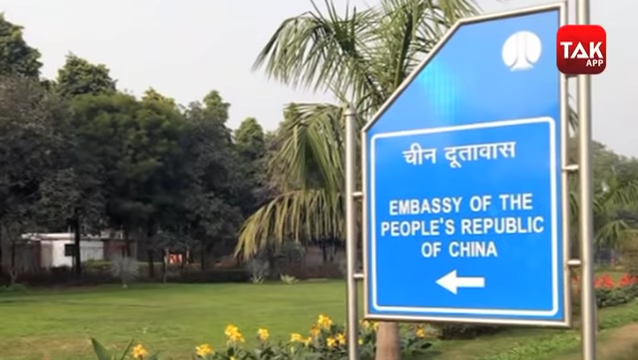 TAK
APP
चीन दूतावास
EMBASSY OF THE
PEOPLE'S REPUBLIC
OF CHINA